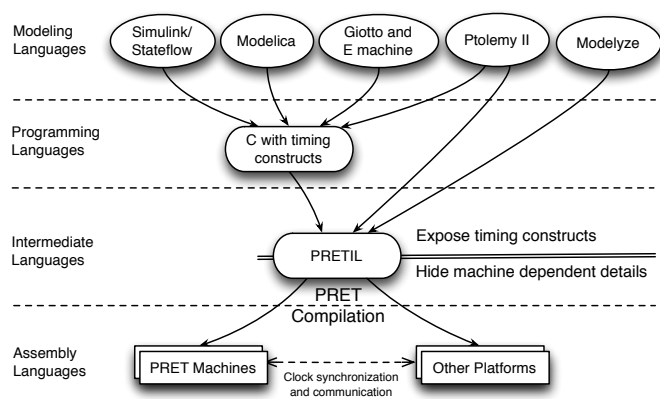 Modeling
Languages
Simulink/
Stateflow
Modelica
Giotto and
E machine
Ptolemy II
Modelyze
Programming
Languages
C with timing
constructs
Intermediate
Languages
PRETIL
Expose timing constructs
Hide machine dependent details
PRET
Compilation
Assembly
Languages
PRET Machines
Clock synchronization
and communication
Other Platforms